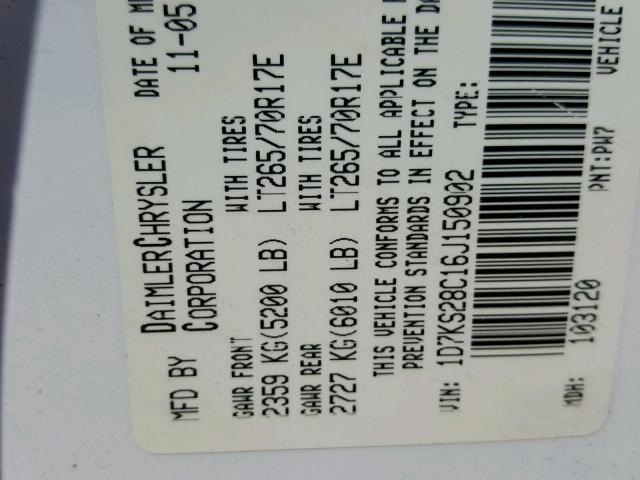 MFD BY DAIMLERCHRYSLER DATE OF
CORPORATION 11-05
GAWR FRONT WITH TIRES
2359 KG(5200 LB) LT265/70R17E
GAWR REAR WITH TIRES
2727 KG(6010 LB) LT265/70R17E
THIS VEHICLE CONFORMS TO ALL APPLICABLE
PREVENTION STANDARDS IN EFFECT ON THE
VIN: 1D7KS28C16J150902 TYPE:
MDH: 103120 PNT:PW7 VEHICLE